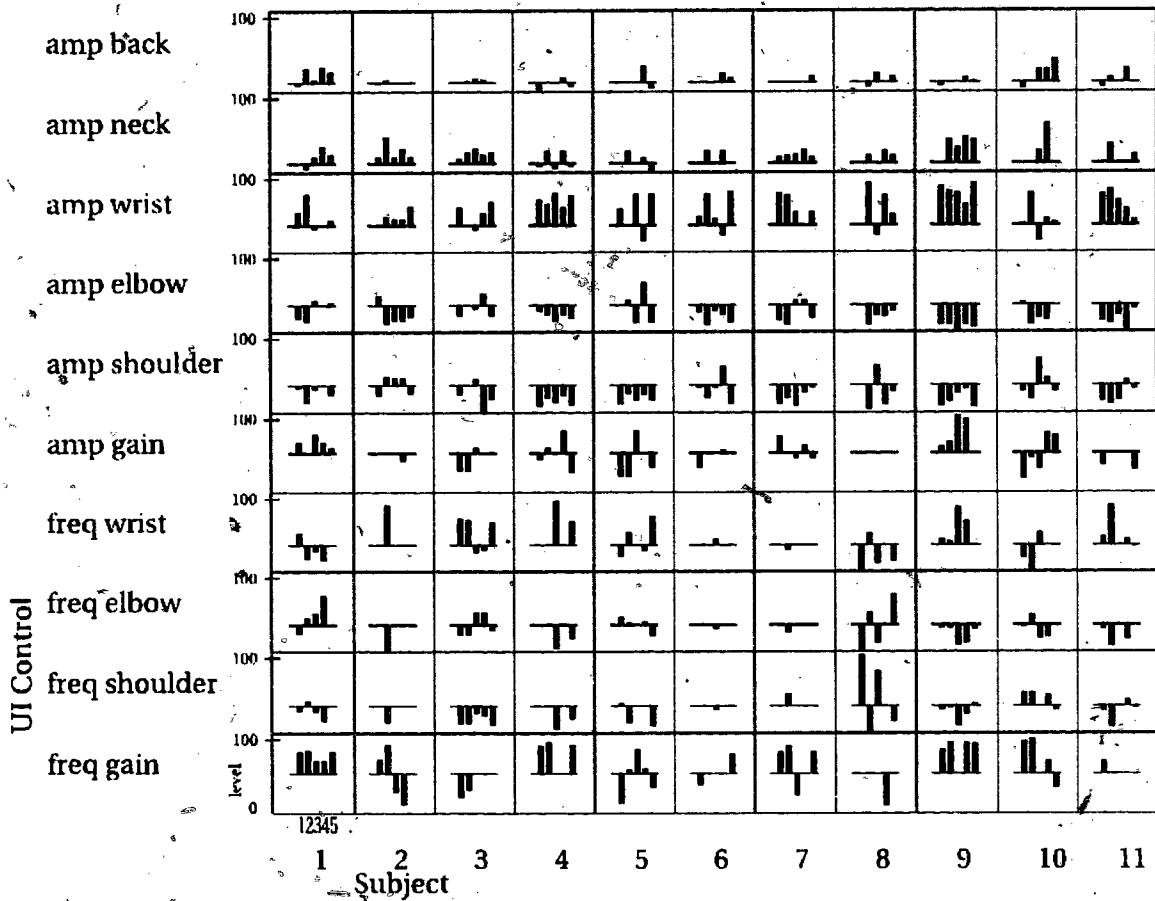 100
amp back
100
amp neck
100
amp wrist
100
amp elbow
100
amp shoulder
100
amp gain
100
freq wrist
100
freq elbow
100
freq shoulder
100
freq gain
level
0
UI Control
12345
1 2 3 4 5 6 7 8 9 10 11
Subject